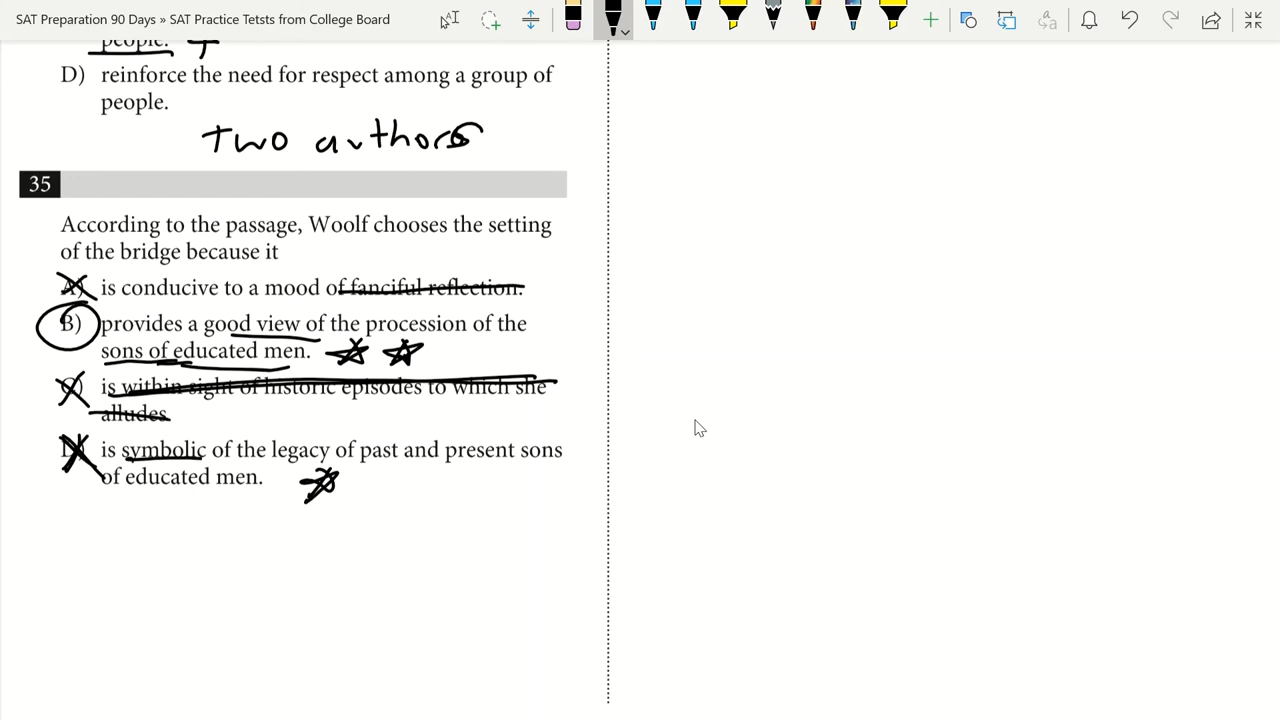 SAT Preparation 90 Days » SAT Practice Tetsts from College Board
people.
D) reinforce the need for respect among a group of
people.
Two authors
35
According to the passage, Woolf chooses the setting
of the bridge because it
A) is conducive to a mood of fanciful reflection.
B) provides a good view of the procession of the
sons of educated men.
C) is within sight of historic episodes to which she
alludes.
D) is symbolic of the legacy of past and present sons
of educated men.